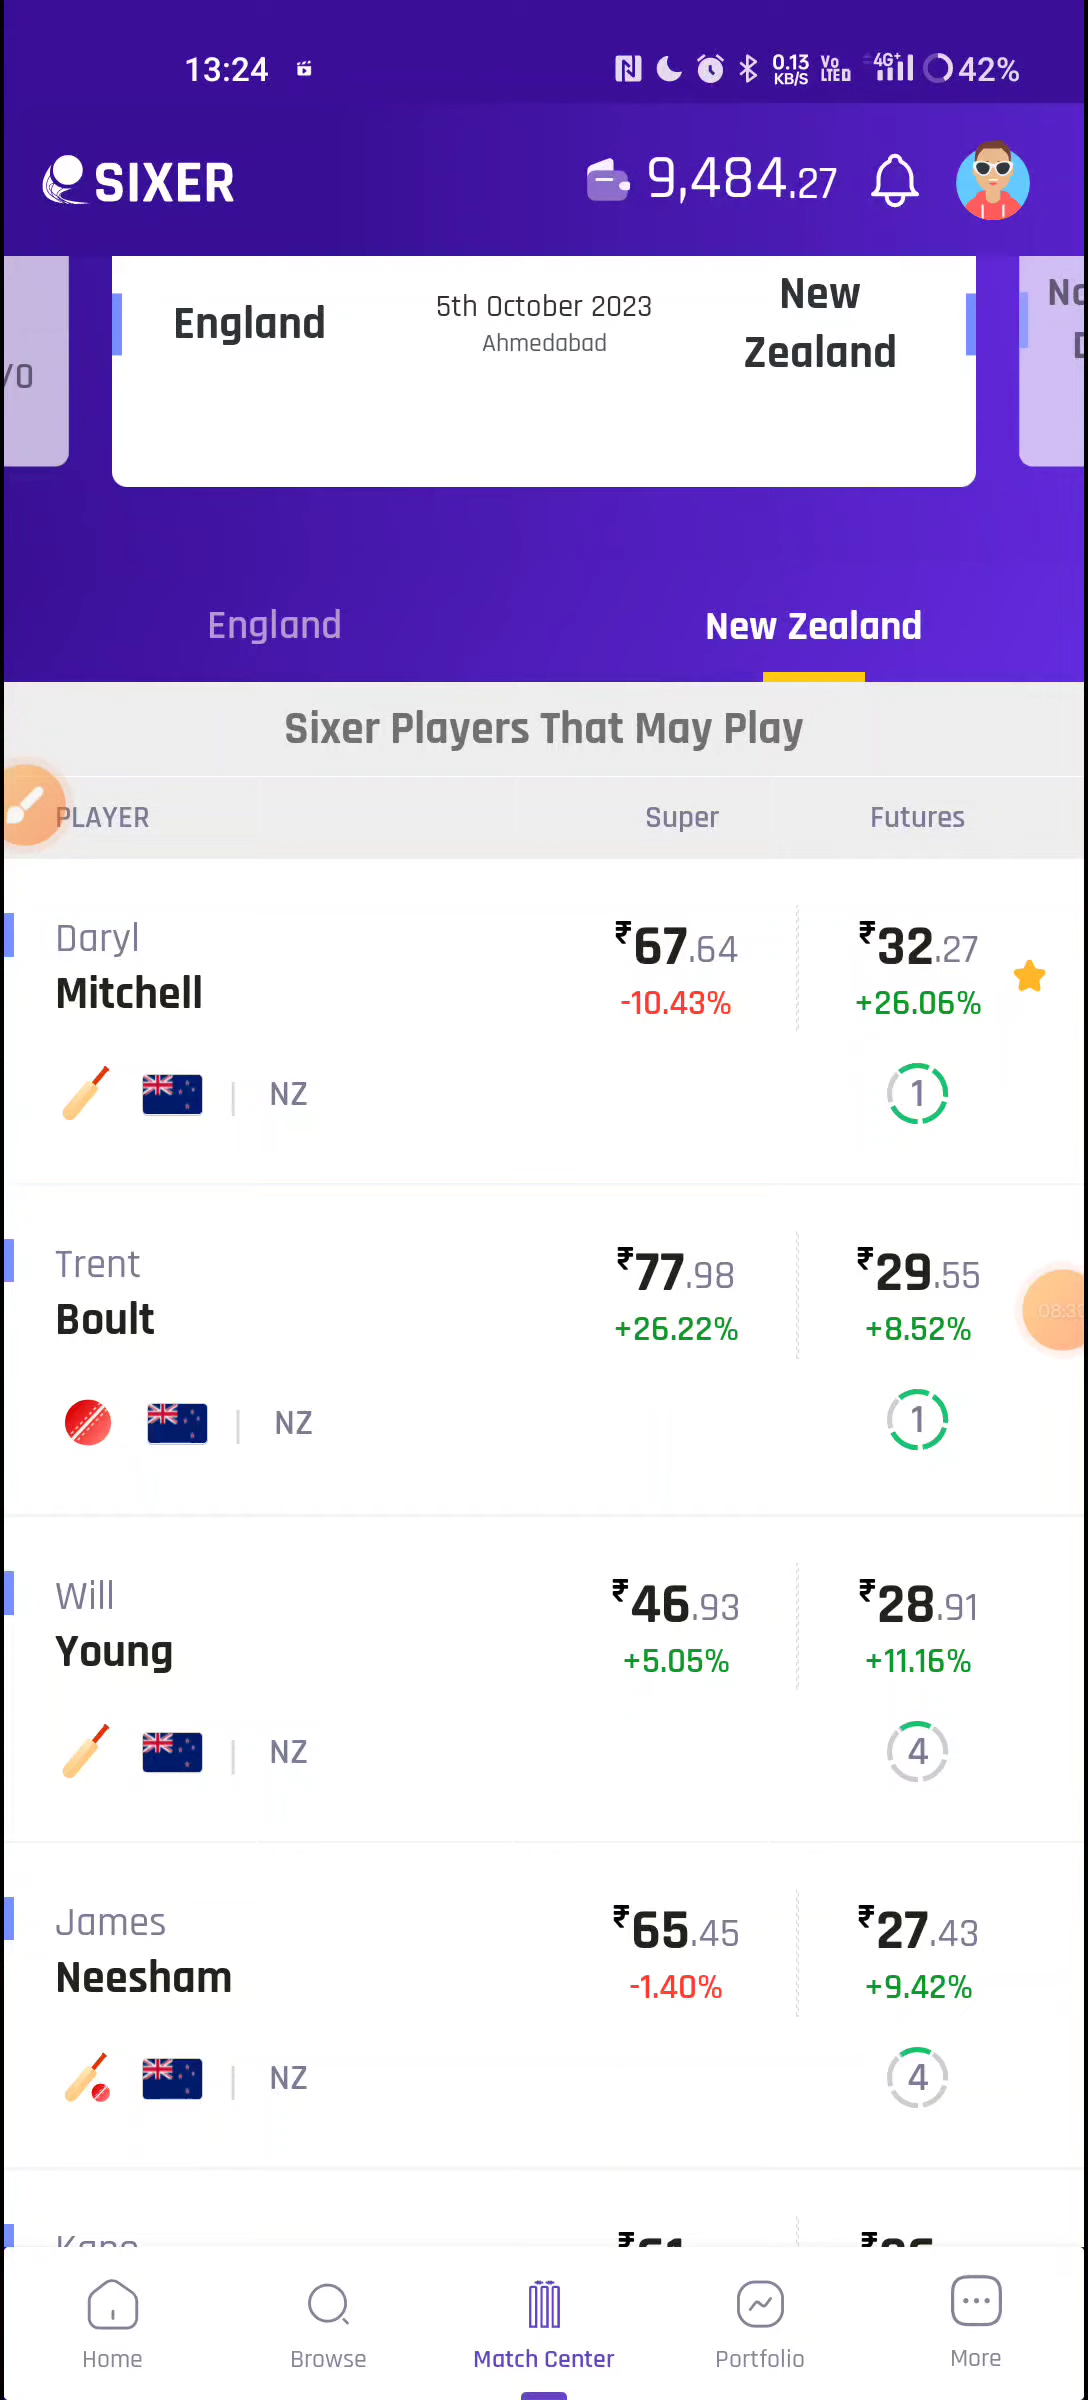 13:24
0.13 KB/S
Vo LTE
4G+
42%
SIXER
9,484.27
England
5th October 2023
Ahmedabad
New
Zealand
/0
England
New Zealand
Sixer Players That May Play
PLAYER
Super
Futures
Daryl
Mitchell
₹67.64
-10.43%
₹32.27
+26.06%
NZ
1
Trent
Boult
₹77.98
+26.22%
₹29.55
+8.52%
NZ
1
Will
Young
₹46.93
+5.05%
₹28.91
+11.16%
NZ
4
James
Neesham
₹65.45
-1.40%
₹27.43
+9.42%
NZ
4
Home
Browse
Match Center
Portfolio
More